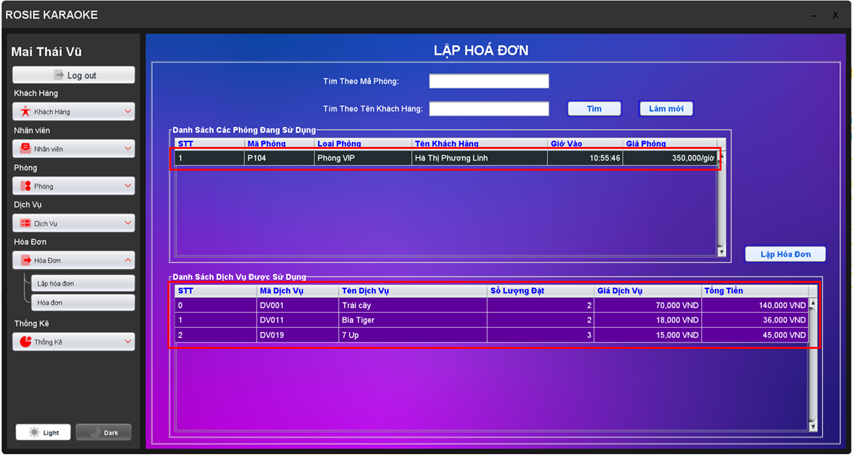 ROSIE KARAOKE
Mai Thái Vũ
Log out
Khách Hàng
Khách Hàng
Nhân viên
Nhân viên
Phòng
Phòng
Dịch Vụ
Dịch Vụ
Hóa Đơn
Hóa Đơn
Lập hóa đơn
Hóa đơn
Thống Kê
Thống Kê
Light Dark
LẬP HOÁ ĐƠN
Tìm Theo Mã Phòng:
Tìm Theo Tên Khách Hàng: Tìm Làm mới
Danh Sách Các Phòng Đang Sử Dụng
STT Mã Phòng Loại Phòng Tên Khách Hàng Giờ Vào Giá Phòng
1 P104 Phòng VIP Hà Thị Phương Linh 10:55:46 350,000/giờ
Lập Hóa Đơn
Danh Sách Dịch Vụ Được Sử Dụng
STT Mã Dịch Vụ Tên Dịch Vụ Số Lượng Đặt Giá Dịch Vụ Tổng Tiền
0 DV001 Trái cây 2 70,000 VND 140,000 VND
1 DV011 Bia Tiger 2 18,000 VND 36,000 VND
2 DV019 7 Up 3 15,000 VND 45,000 VND